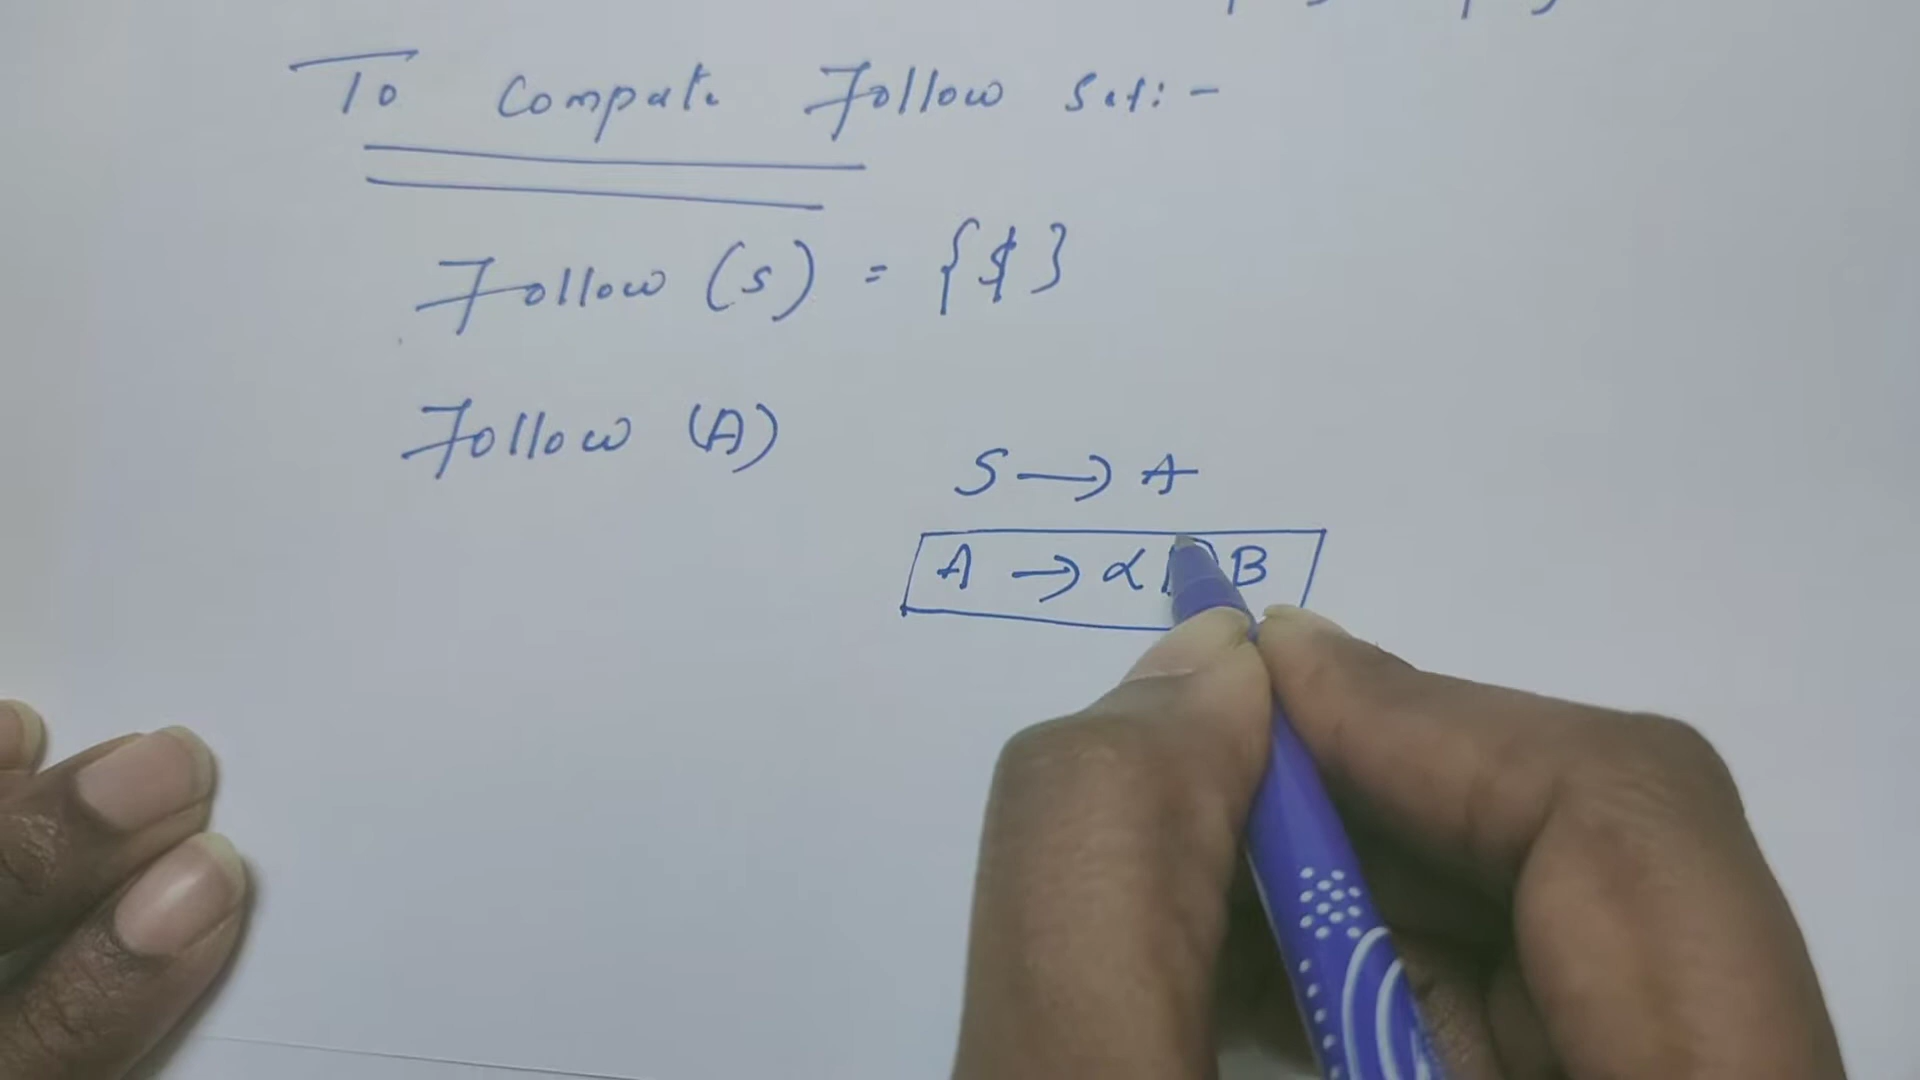 To Compute Follow Set:-
Follow (S) = {$}
Follow (A)
S → A
A → α B